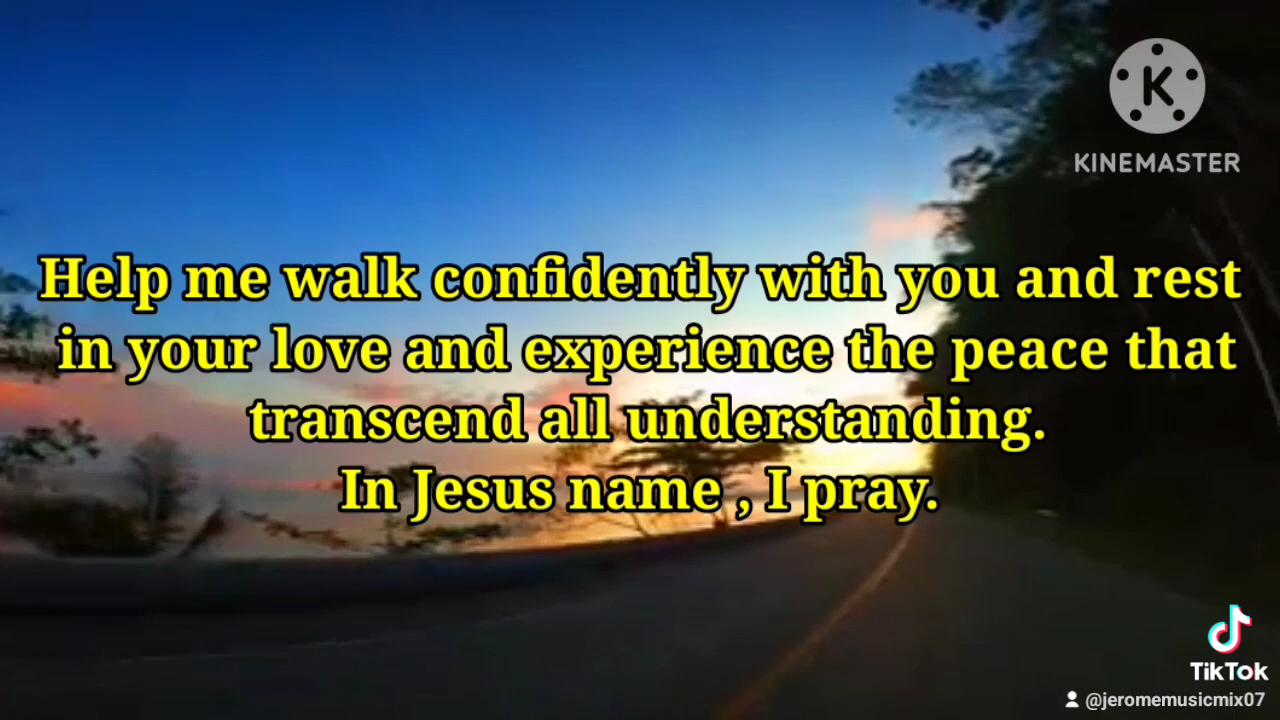 K
KINEMASTER
Help me walk confidently with you and rest
in your love and experience the peace that
transcend all understanding.
In Jesus name , I pray.
TikTok
@jeromemusicmix07